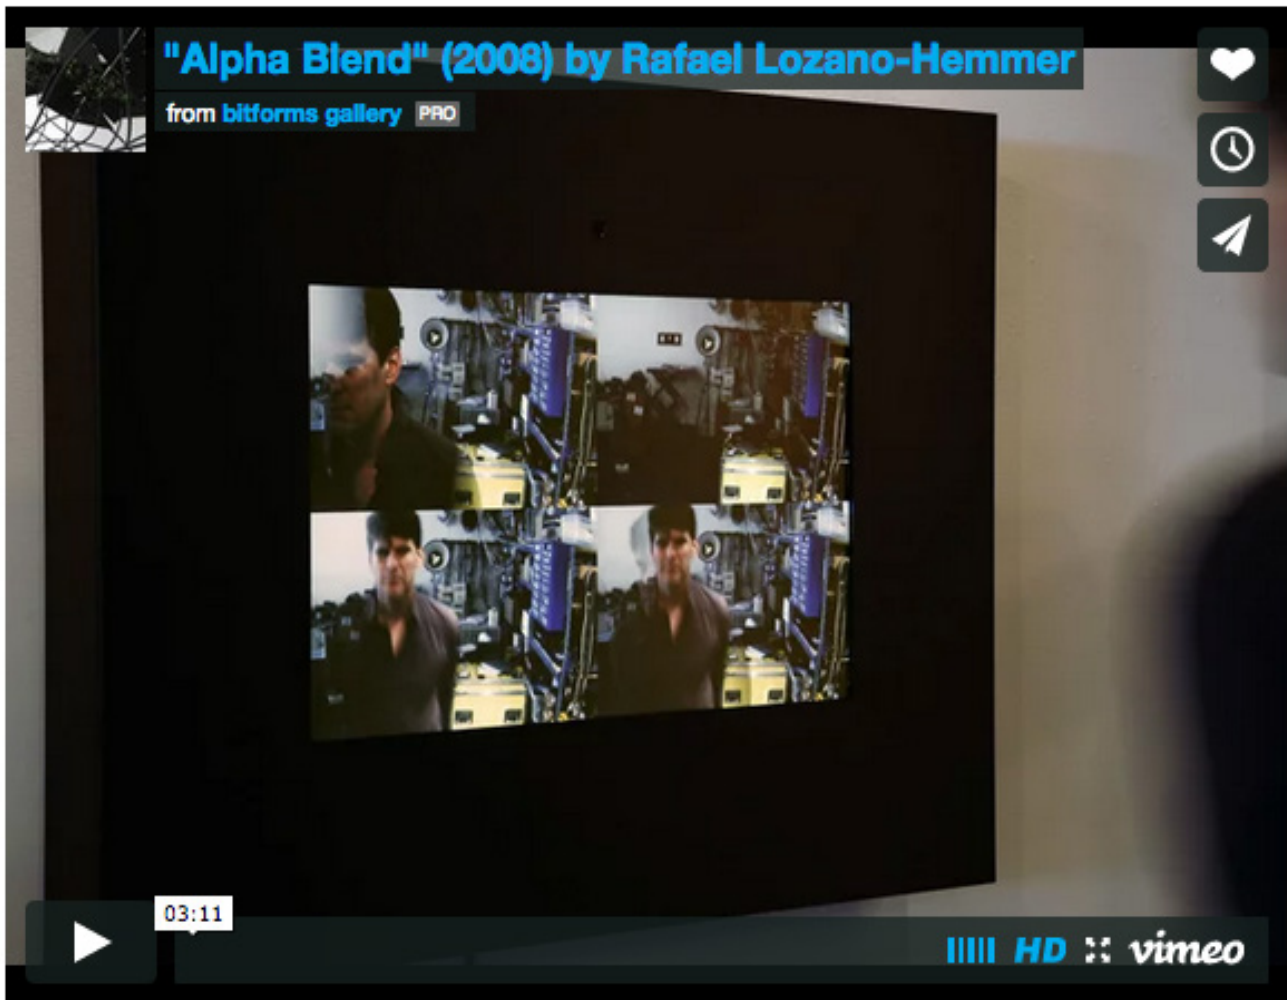 "Alpha Blend" (2008) by Rafael Lozano-Hemmer
from bitforms gallery PRO
03:11
HD vimeo